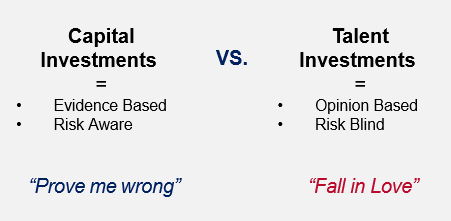 Capital
Investments
=
• Evidence Based
• Risk Aware
“Prove me wrong”
VS.
Talent
Investments
=
• Opinion Based
• Risk Blind
“Fall in Love”